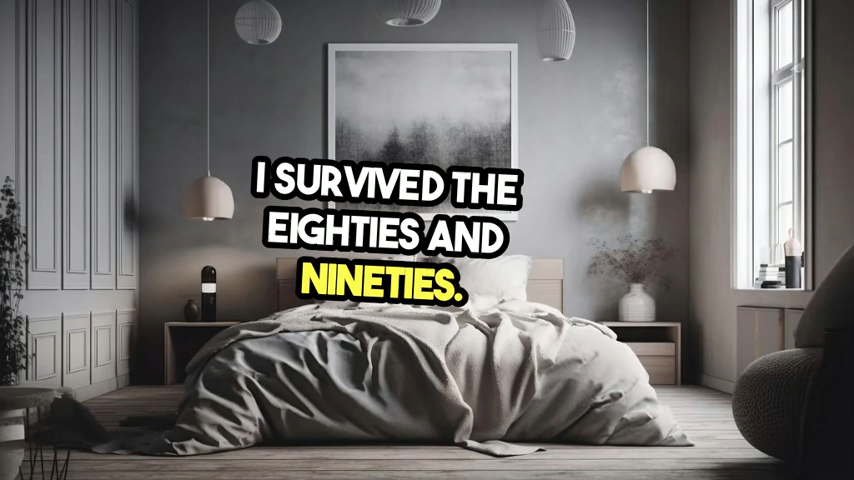 I SURVIVED THE
EIGHTIES AND
NINETIES.